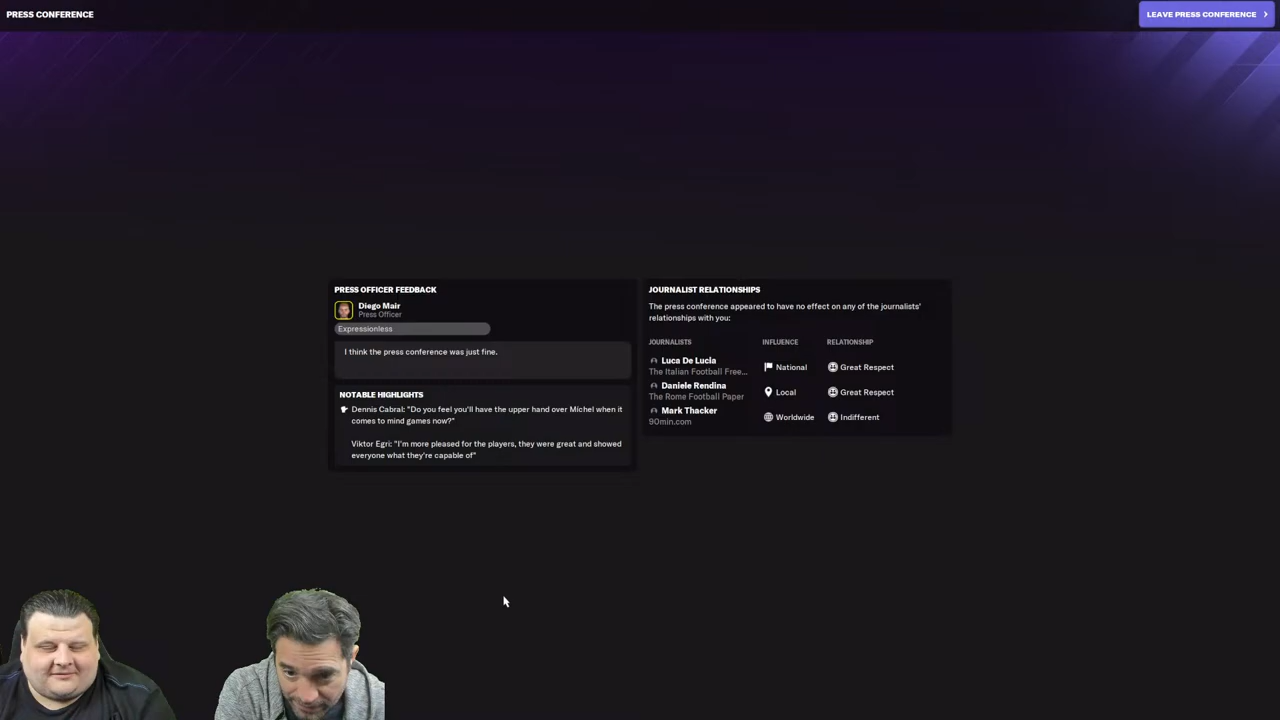 PRESS CONFERENCE
LEAVE PRESS CONFERENCE
PRESS OFFICER FEEDBACK
Diego Mair
Press Officer
Expressionless
I think the press conference was just fine.
NOTABLE HIGHLIGHTS
Dennis Cabral: "Do you feel you'll have the upper hand over Míchel when it
comes to mind games now?"
Viktor Egri: "I'm more pleased for the players, they were great and showed
everyone what they're capable of"
JOURNALIST RELATIONSHIPS
The press conference appeared to have no effect on any of the journalists'
relationships with you:
JOURNALISTS INFLUENCE RELATIONSHIP
Luca De Lucia
The Italian Football Free... National Great Respect
Daniele Rendina
The Rome Football Paper Local Great Respect
Mark Thacker
90min.com Worldwide Indifferent